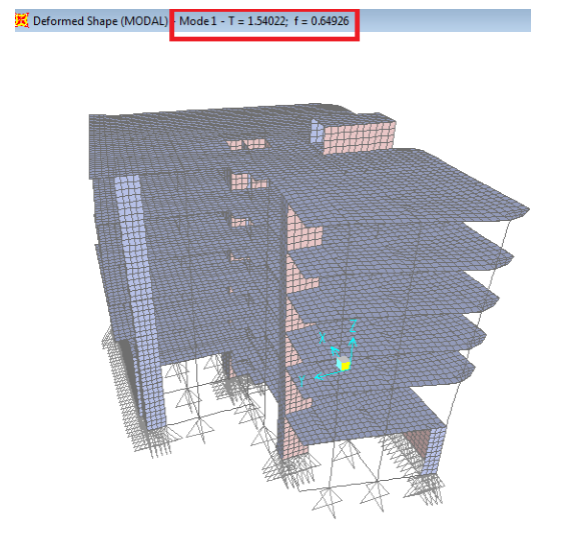 Deformed Shape (MODAL) - Mode 1 - T = 1.54022; f = 0.64926
Z
X
Y